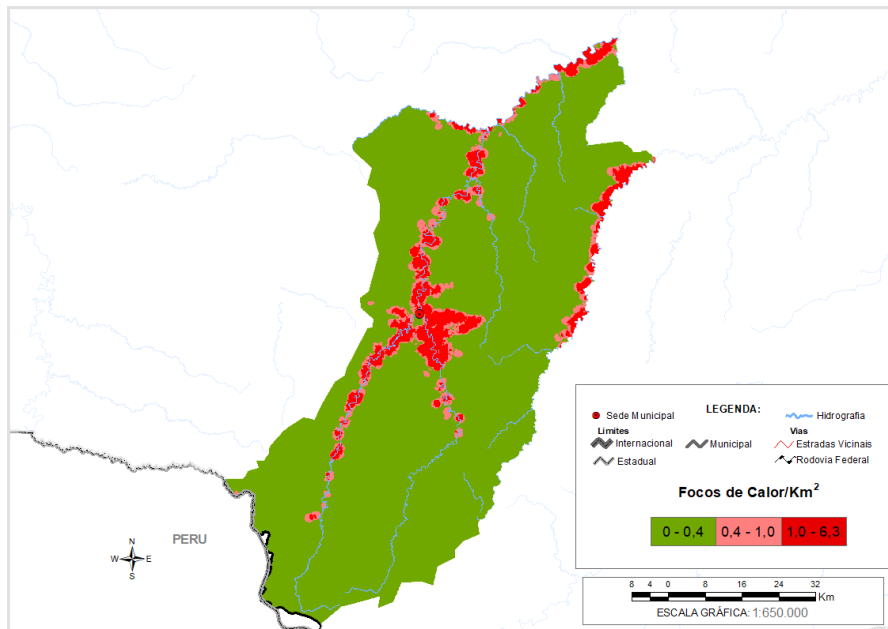 PERU
N
W E
S
LEGENDA:
Sede Municipal
Hidrografia
Limites
Vias
Internacional
Municipal
Estradas Vicinais
Estadual
Rodovia Federal
Focos de Calor/Km²
0 - 0,4
0,4 - 1,0
1,0 - 6,3
8 4 0 8 16 24 32
Km
ESCALA GRÁFICA: 1:650.000